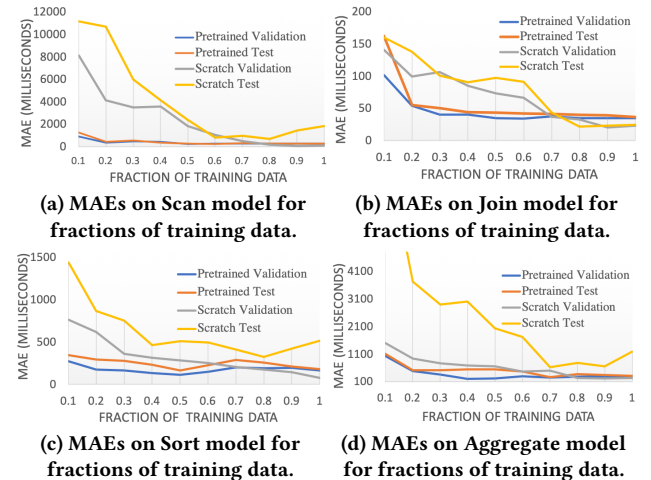 12000
10000
8000
6000
4000
2000
0
MAE (MILLISECONDS)
Pretrained Validation
Pretrained Test
Scratch Validation
Scratch Test
0.1 0.2 0.3 0.4 0.5 0.6 0.7 0.8 0.9 1
FRACTION OF TRAINING DATA
(a) MAEs on Scan model for
fractions of training data.
200
150
100
50
0
MAE (MILLISECONDS)
Pretrained Validation
Pretrained Test
Scratch Validation
Scratch Test
0.1 0.2 0.3 0.4 0.5 0.6 0.7 0.8 0.9 1
FRACTION OF TRAINING DATA
(b) MAEs on Join model for
fractions of training data.
1500
1000
500
0
MAE (MILLISECONDS)
Pretrained Validation
Pretrained Test
Scratch Validation
Scratch Test
0.1 0.2 0.3 0.4 0.5 0.6 0.7 0.8 0.9 1
FRACTION OF TRAINING DATA
(c) MAEs on Sort model for
fractions of training data.
4100
3100
2100
1100
100
MAE (MILLISECONDS)
Pretrained Validation
Pretrained Test
Scratch Validation
Scratch Test
0.1 0.2 0.3 0.4 0.5 0.6 0.7 0.8 0.9 1
FRACTION OF TRAINING DATA
(d) MAEs on Aggregate model
for fractions of training data.